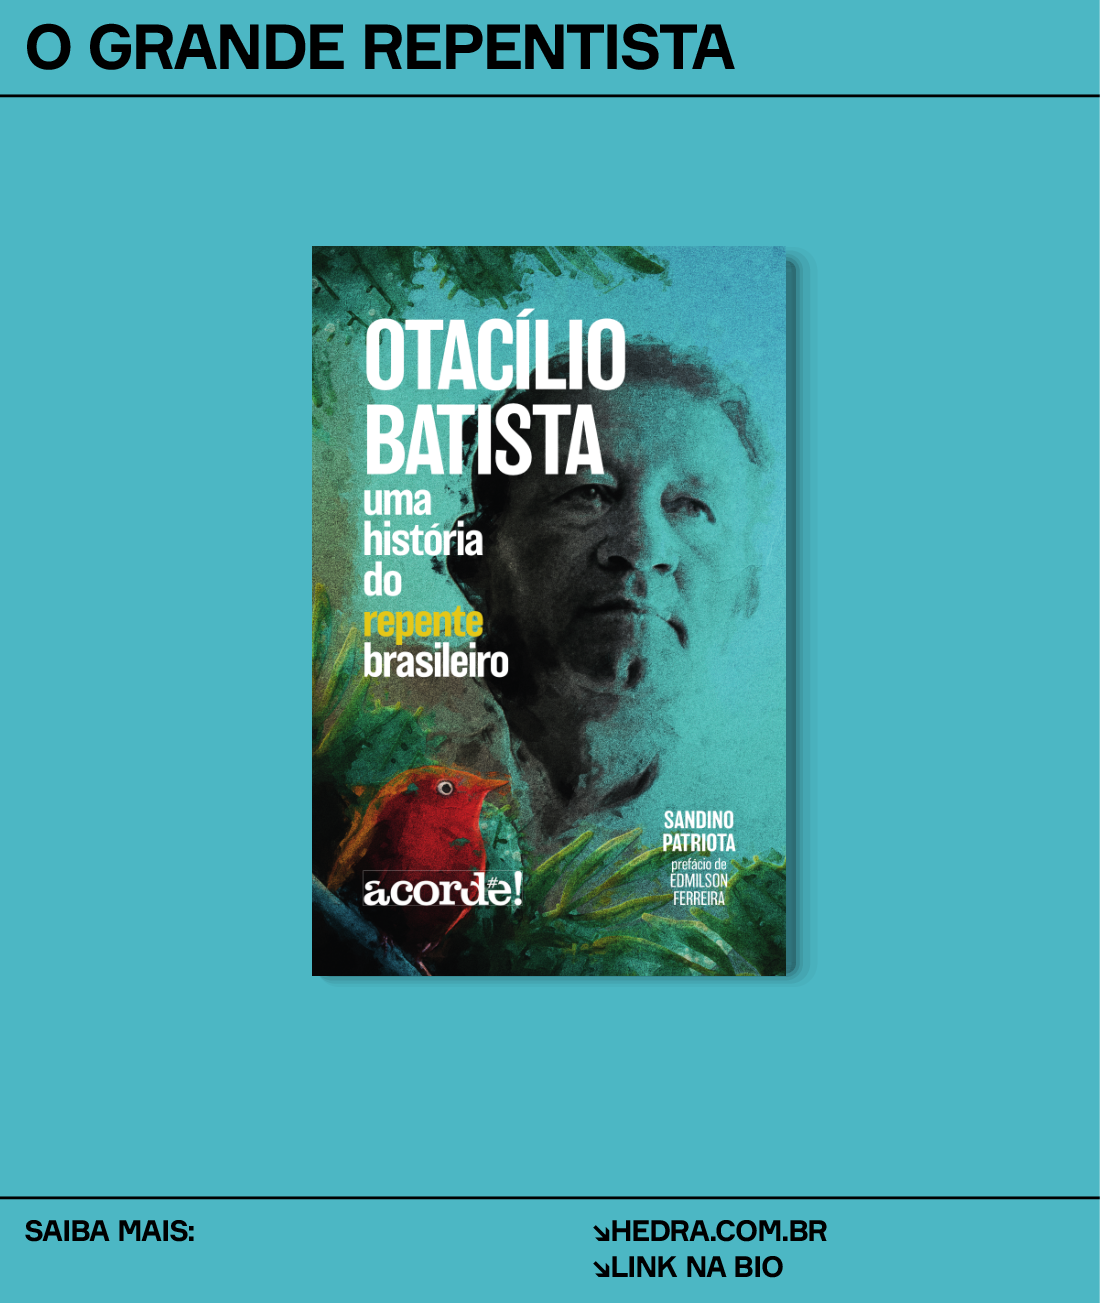 O GRANDE REPENTISTA
OTACÍLIO
BATISTA
uma
história
do
repente
brasileiro
SANDINO
PATRIOTA
prefácio de
EDMILSON
FERREIRA
acorde#!
SAIBA MAIS:
↘HEDRA.COM.BR
↘LINK NA BIO